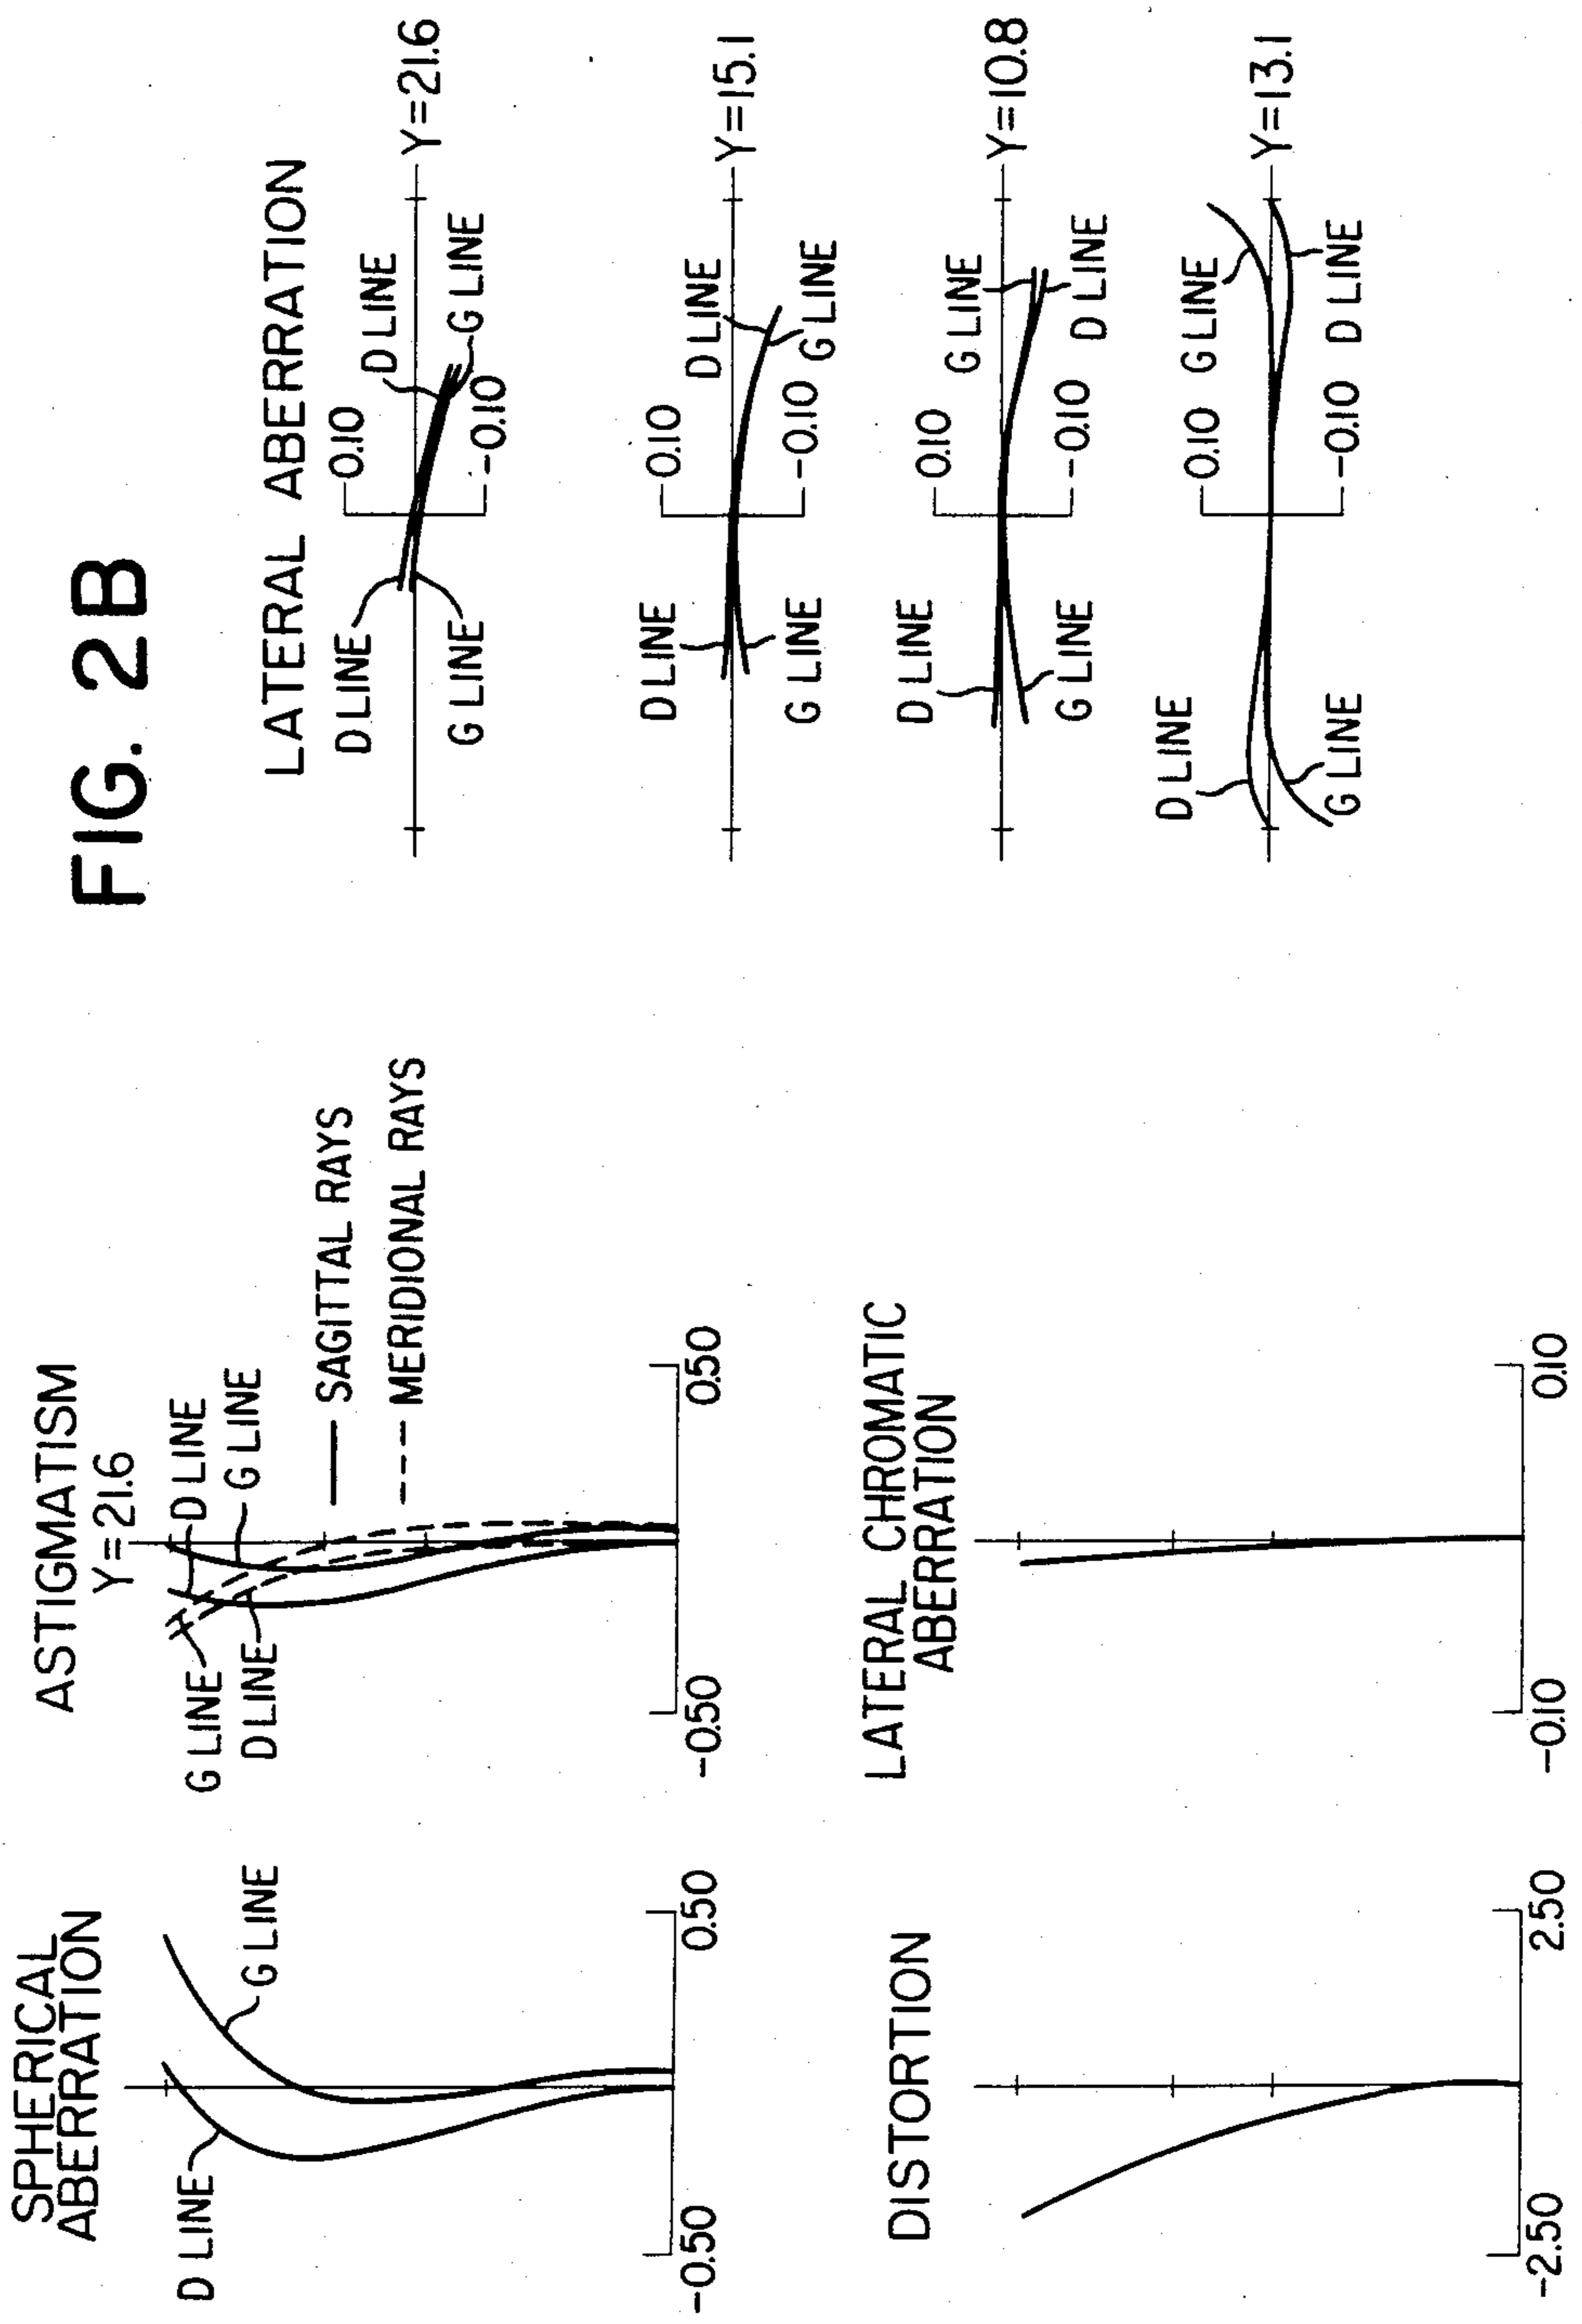 FIG. 2B
SPHERICAL
ABERRATION
D LINE
G LINE
-0.50
0.50
ASTIGMATISM
Y=21.6
D LINE
G LINE
G LINE
D LINE
SAGITTAL RAYS
MERIDIONAL RAYS
-0.50
0.50
DISTORTION
-2.50
2.50
LATERAL CHROMATIC
ABERRATION
-0.10
0.10
LATERAL ABERRATION
D LINE
G LINE
0.10
-0.10
D LINE
G LINE
Y=21.6
D LINE
G LINE
0.10
-0.10
D LINE
G LINE
Y=15.1
D LINE
G LINE
0.10
-0.10
G LINE
D LINE
Y=10.8
D LINE
G LINE
0.10
-0.10
G LINE
D LINE
Y=13.1